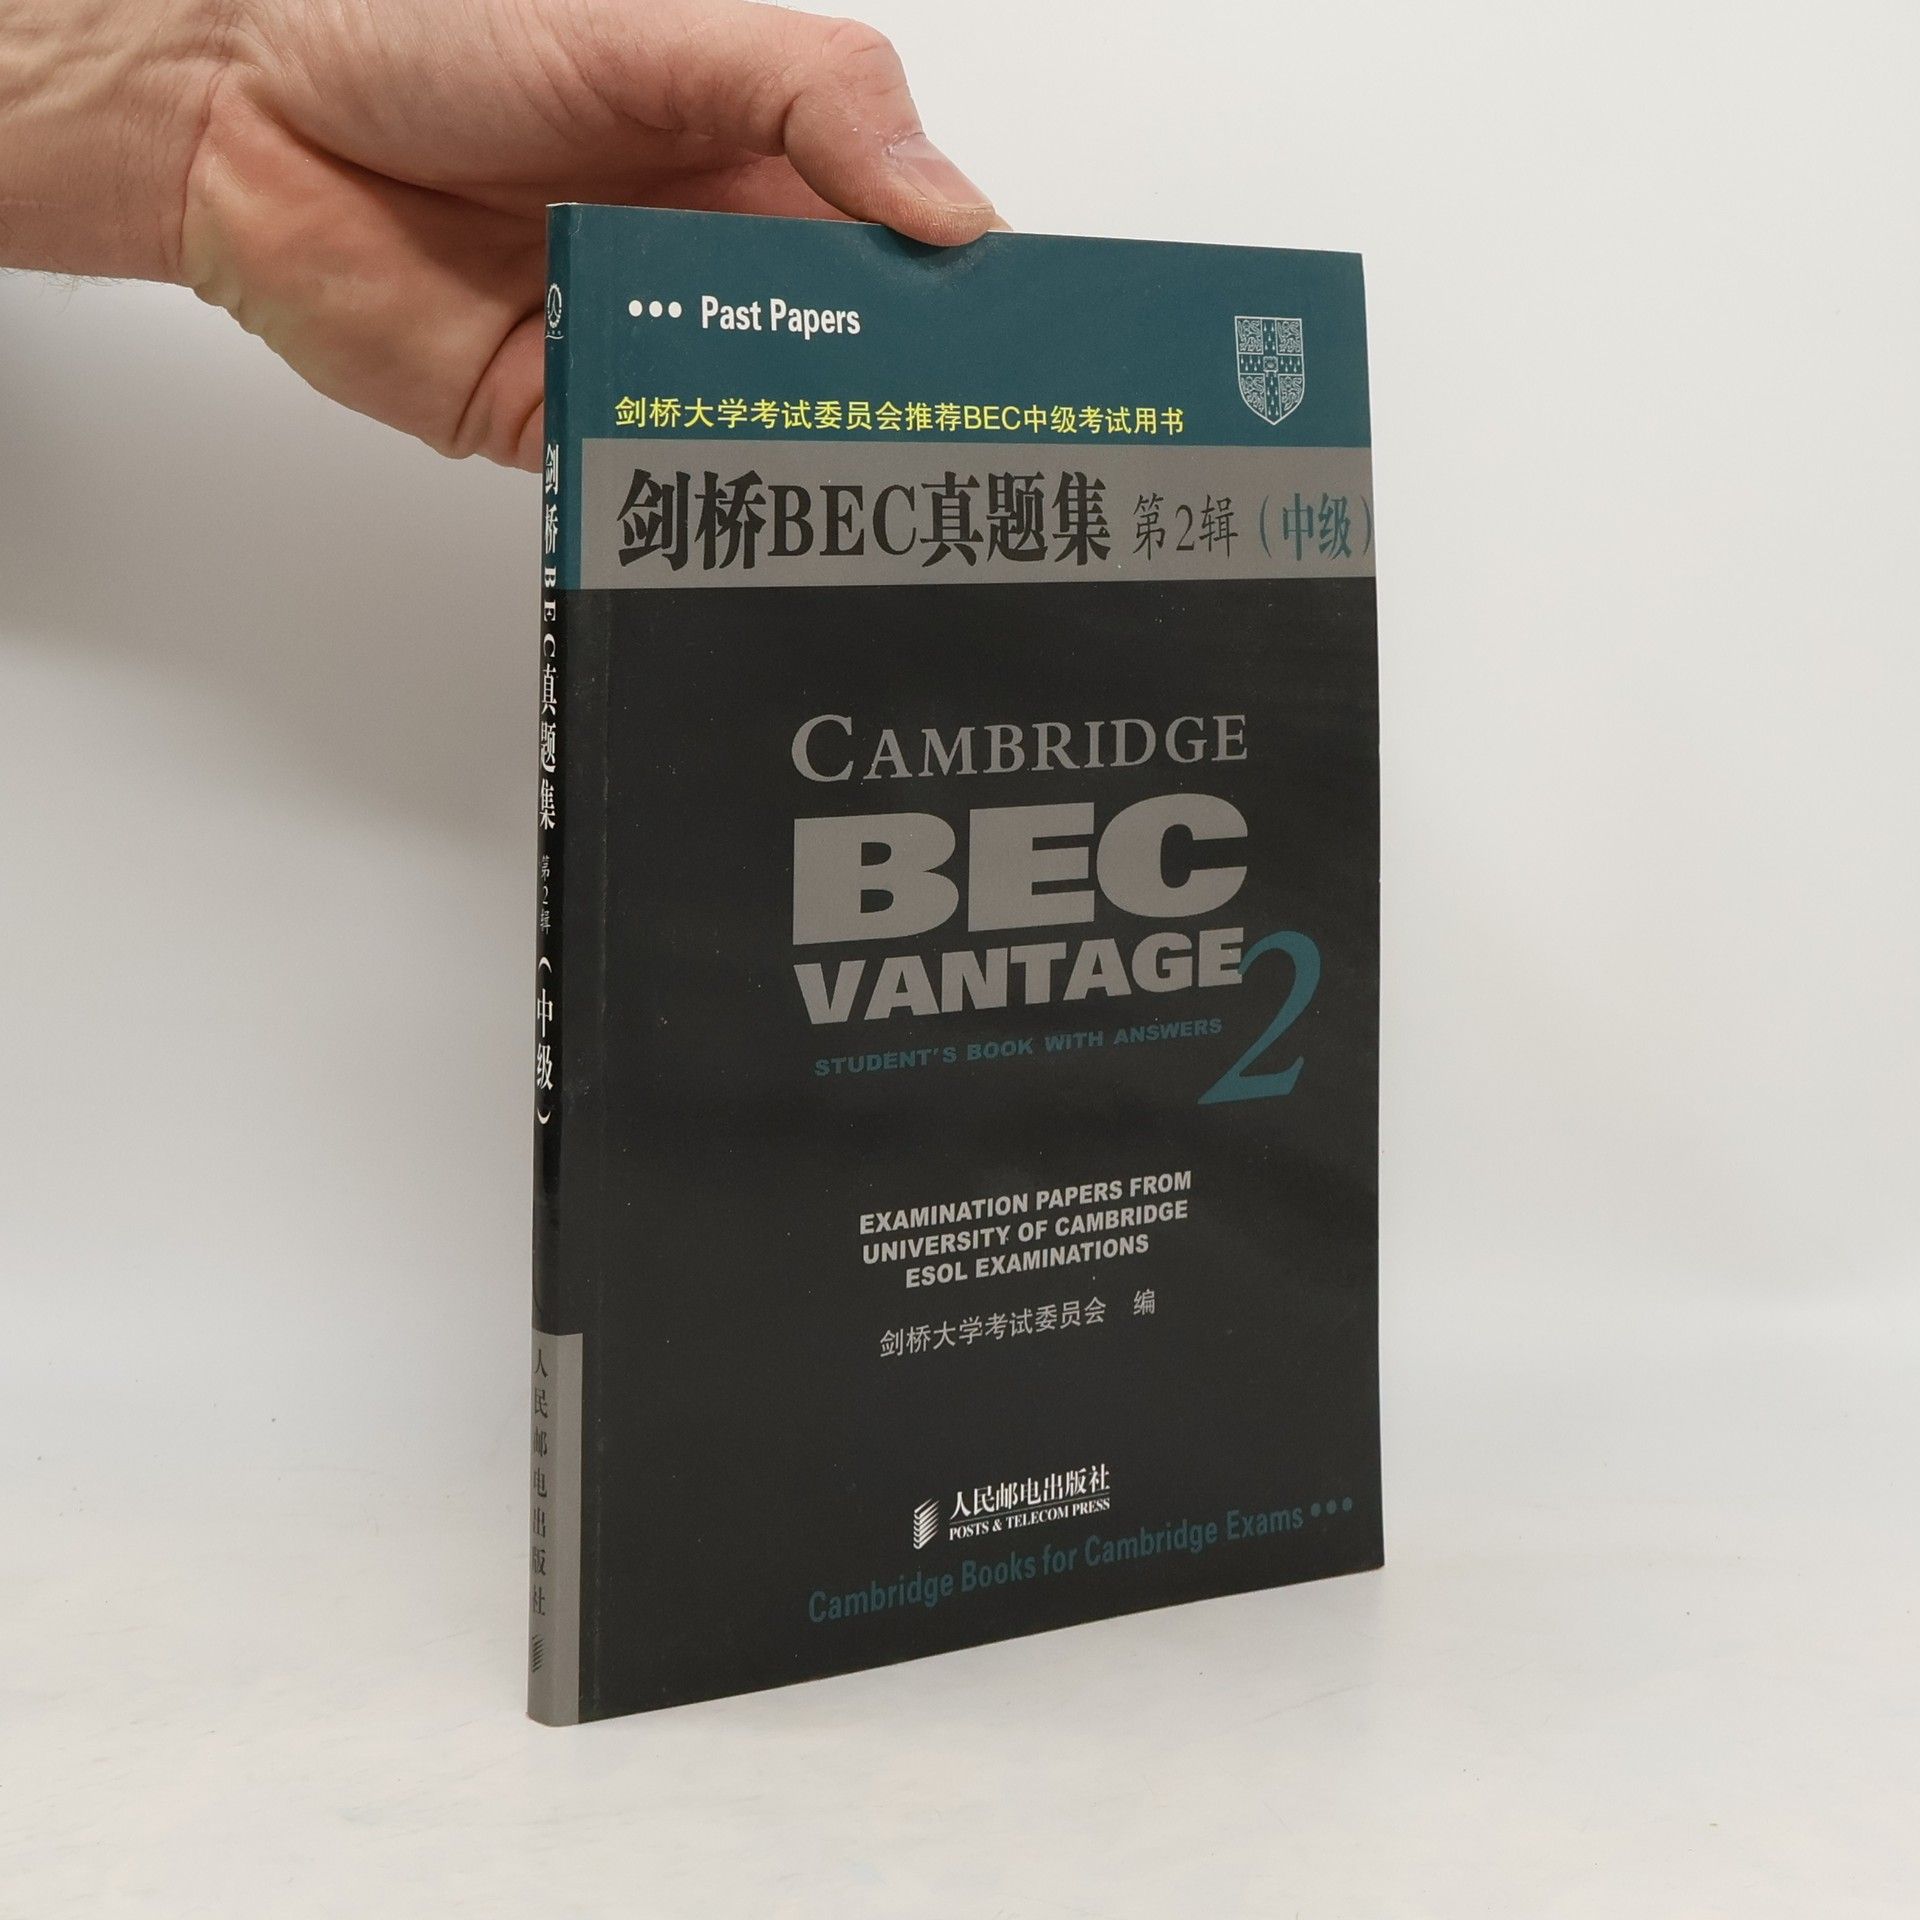 ••• Past Papers
剑桥大学考试委员会推荐BEC中级考试用书
剑桥BEC真题集 第2辑(中级)
CAMBRIDGE
BEC
VANTAGE 2
STUDENT'S BOOK WITH ANSWERS
EXAMINATION PAPERS FROM
UNIVERSITY OF CAMBRIDGE
ESOL EXAMINATIONS
剑桥大学考试委员会 编
人民邮电出版社
POSTS & TELECOM PRESS
Cambridge Books for Cambridge Exams •••
剑桥BEC真题集 第2辑(中级)
人民邮电出版社